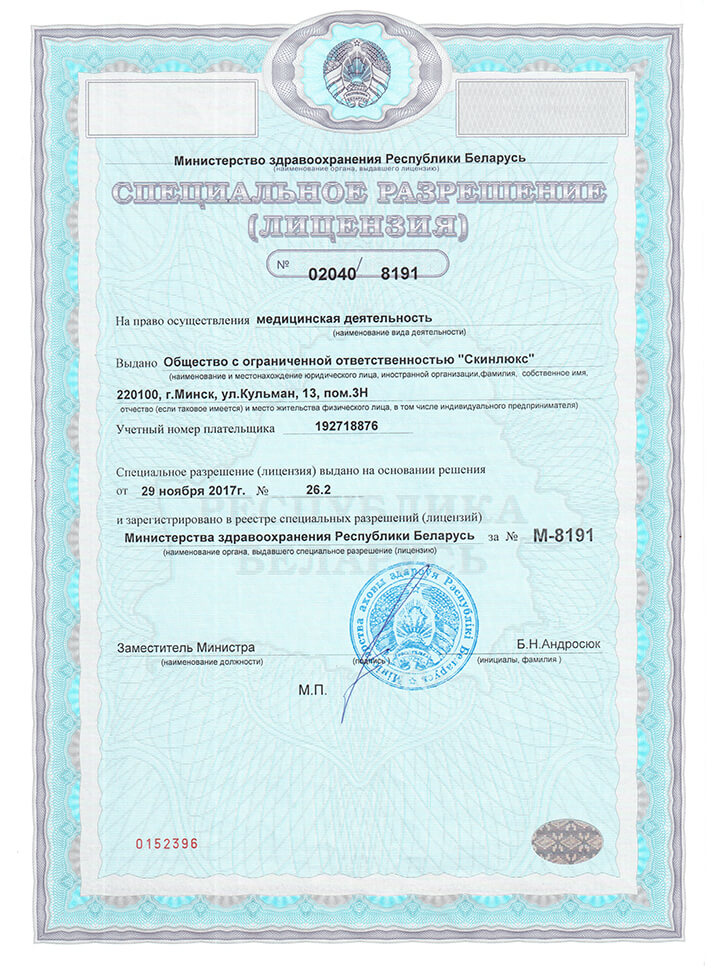 Министерство здравоохранения Республики Беларусь
(наименование органа, выдавшего лицензию)
СПЕЦИАЛЬНОЕ РАЗРЕШЕНИЕ
(ЛИЦЕНЗИЯ)
№ 02040 / 8191
На право осуществления медицинская деятельность
(наименование вида деятельности)
Выдано Общество с ограниченной ответственностью "Скинлюкс"
(наименование и местонахождение юридического лица, иностранной организации,фамилия, собственное имя,
220100, г.Минск, ул.Кульман, 13, пом.3Н
отчество (если таковое имеется) и место жительства физического лица, в том числе индивидуального предпринимателя)
Учетный номер плательщика 192718876
Специальное разрешение (лицензия) выдано на основании решения
от 29 ноября 2017г. № 26.2
РЕСПУБЛИКА
и зарегистрировано в реестре специальных разрешений (лицензий)
Министерства здравоохранения Республики Беларусь за № М-8191
(наименование органа, выдавшего специальное разрешение (лицензию)
БЕЛАРУСЬ
Міністэрства аховы здароўя Рэспублікі Беларусь
Заместитель Министра Б.Н.Андросюк
(наименование должности) (подпись) (инициалы, фамилия )
М.П.
0152396